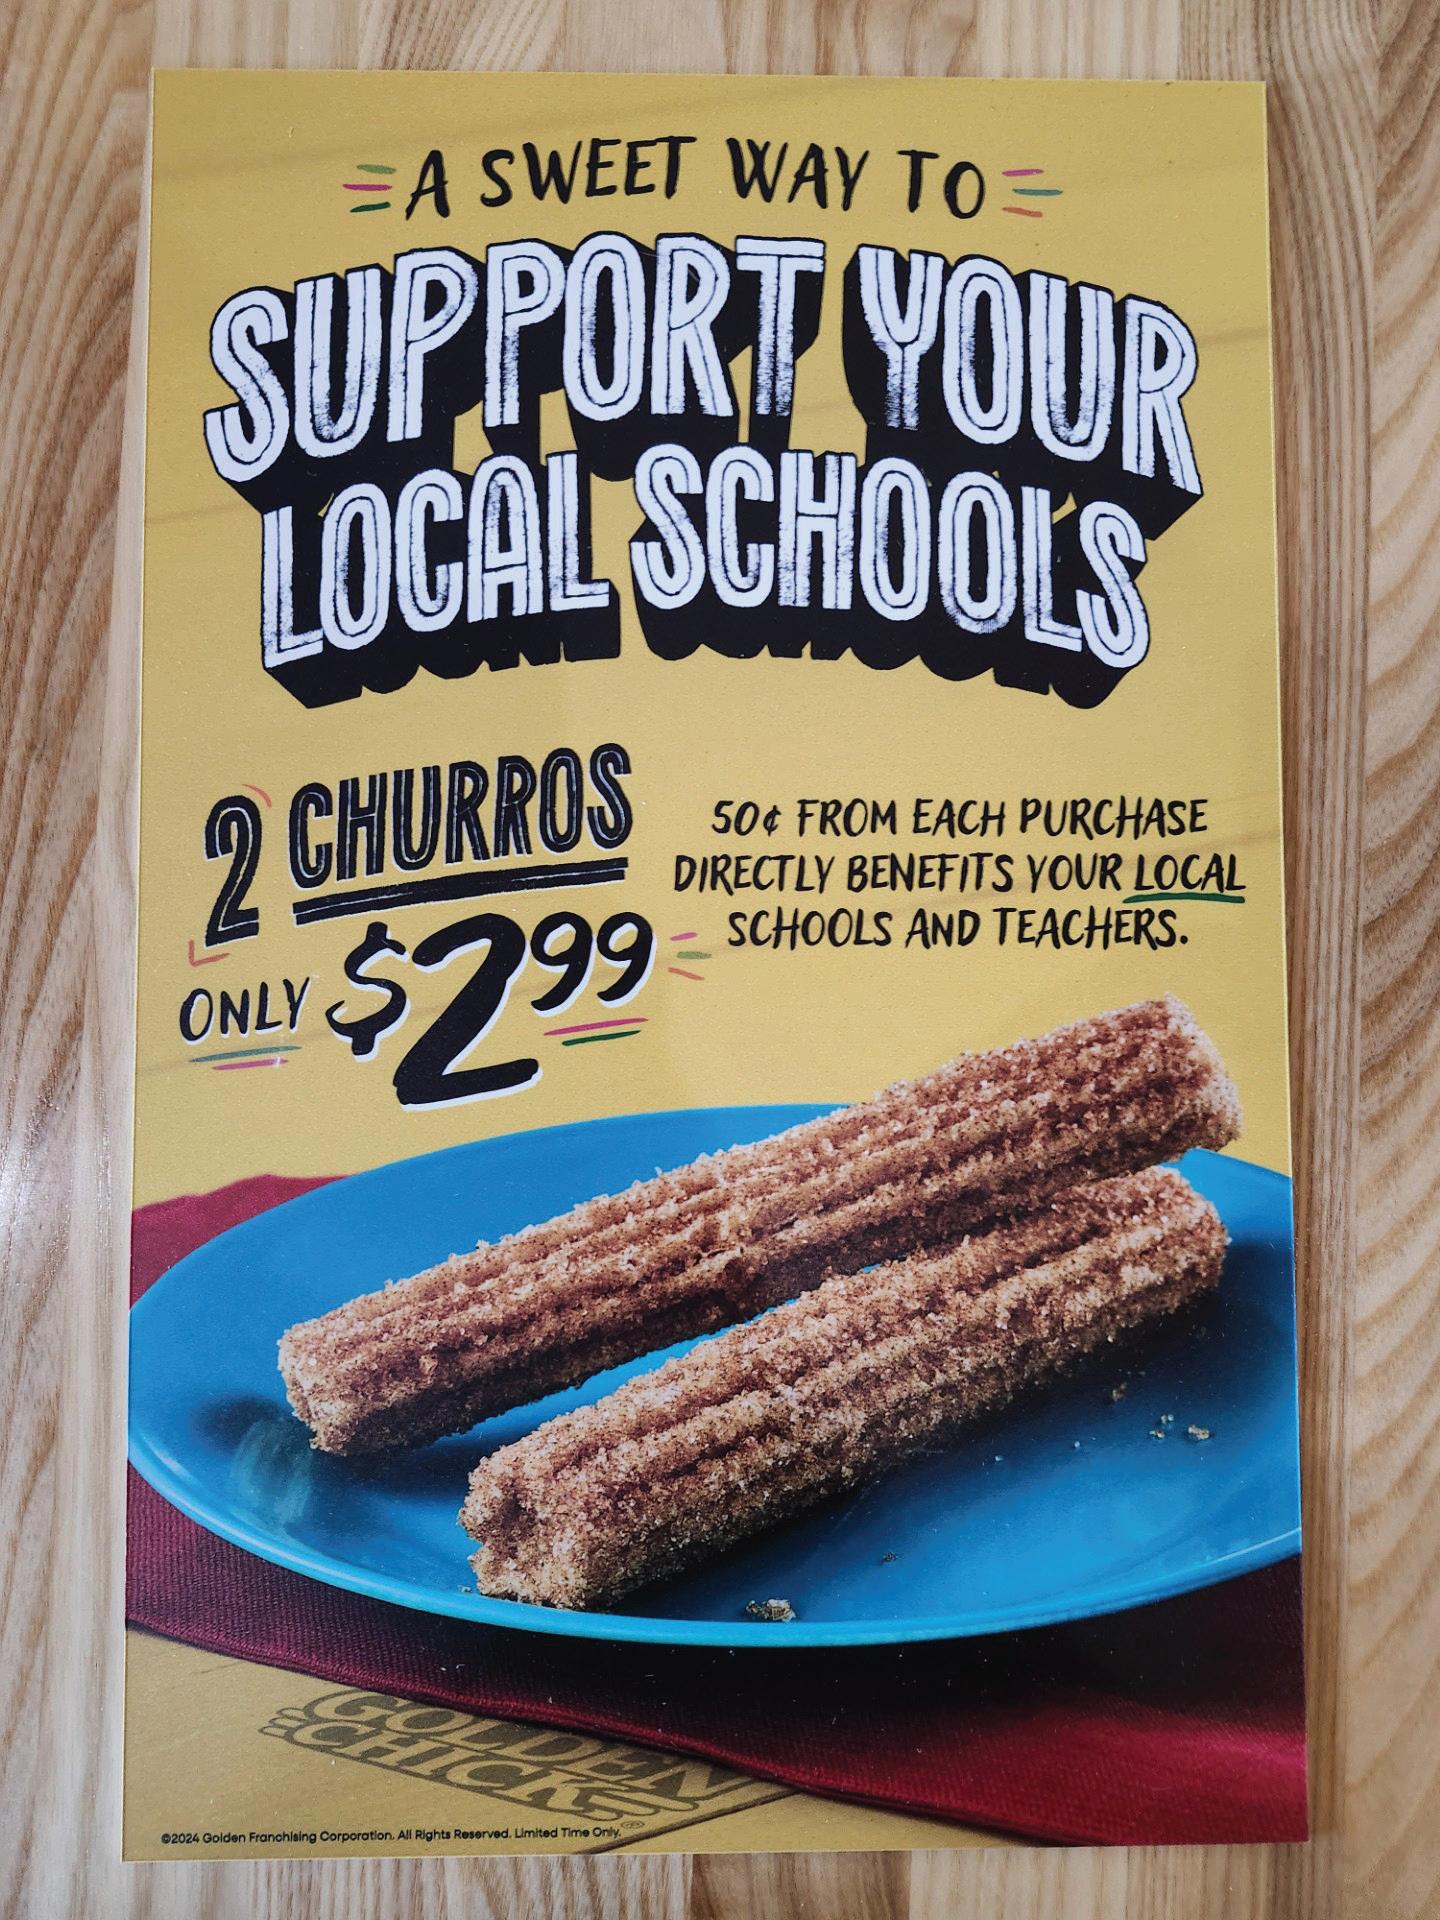 A SWEET WAY TO
SUPPORT YOUR
LOCAL SCHOOLS
2 CHURROS
ONLY $2 99
50¢ FROM EACH PURCHASE
DIRECTLY BENEFITS YOUR LOCAL
SCHOOLS AND TEACHERS.
GOLDEN
CHICK
©2024 Golden Franchising Corporation. All Rights Reserved. Limited Time Only.